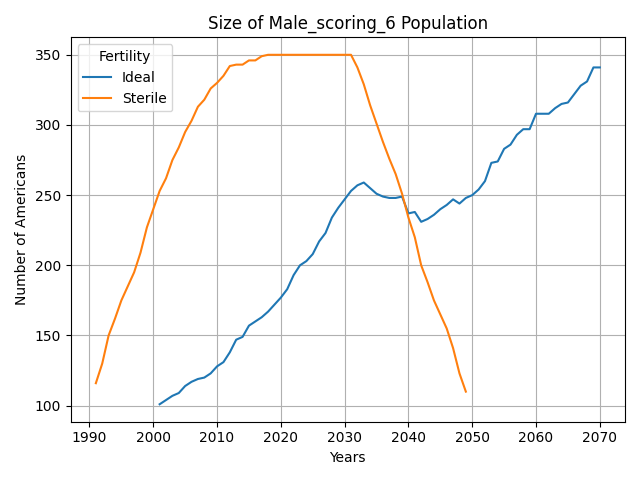 Size of Male_scoring_6 Population
Fertility
Ideal
Sterile
350
300
250
200
150
100
Number of Americans
1990 2000 2010 2020 2030 2040 2050 2060 2070
Years